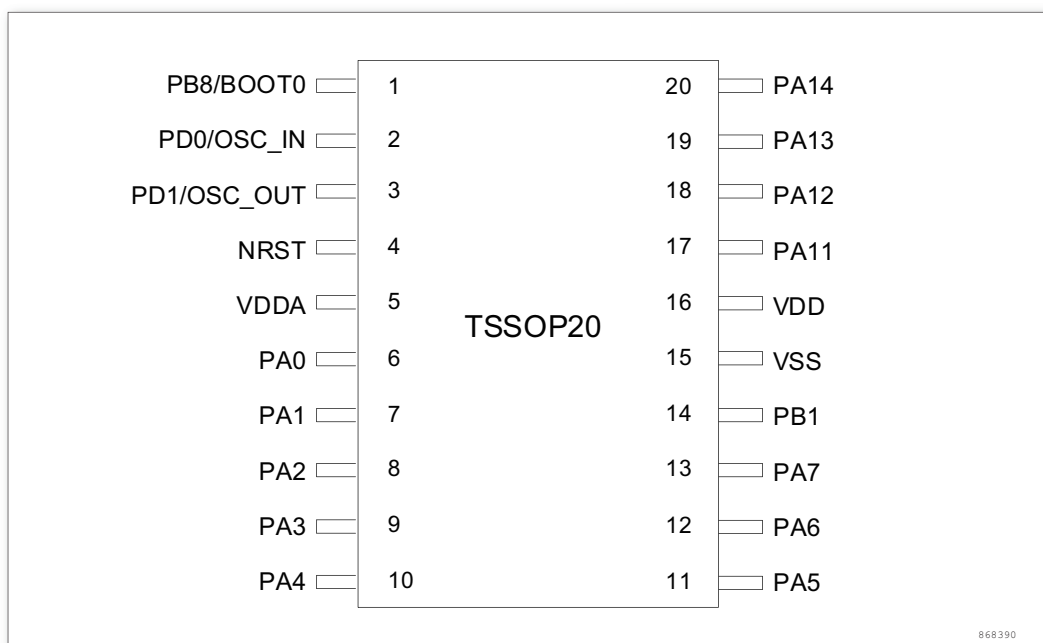 PB8/BOOT0 1 20 PA14
PD0/OSC_IN 2 19 PA13
PD1/OSC_OUT 3 18 PA12
NRST 4 17 PA11
VDDA 5 16 VDD
TSSOP20
PA0 6 15 VSS
PA1 7 14 PB1
PA2 8 13 PA7
PA3 9 12 PA6
PA4 10 11 PA5
868390